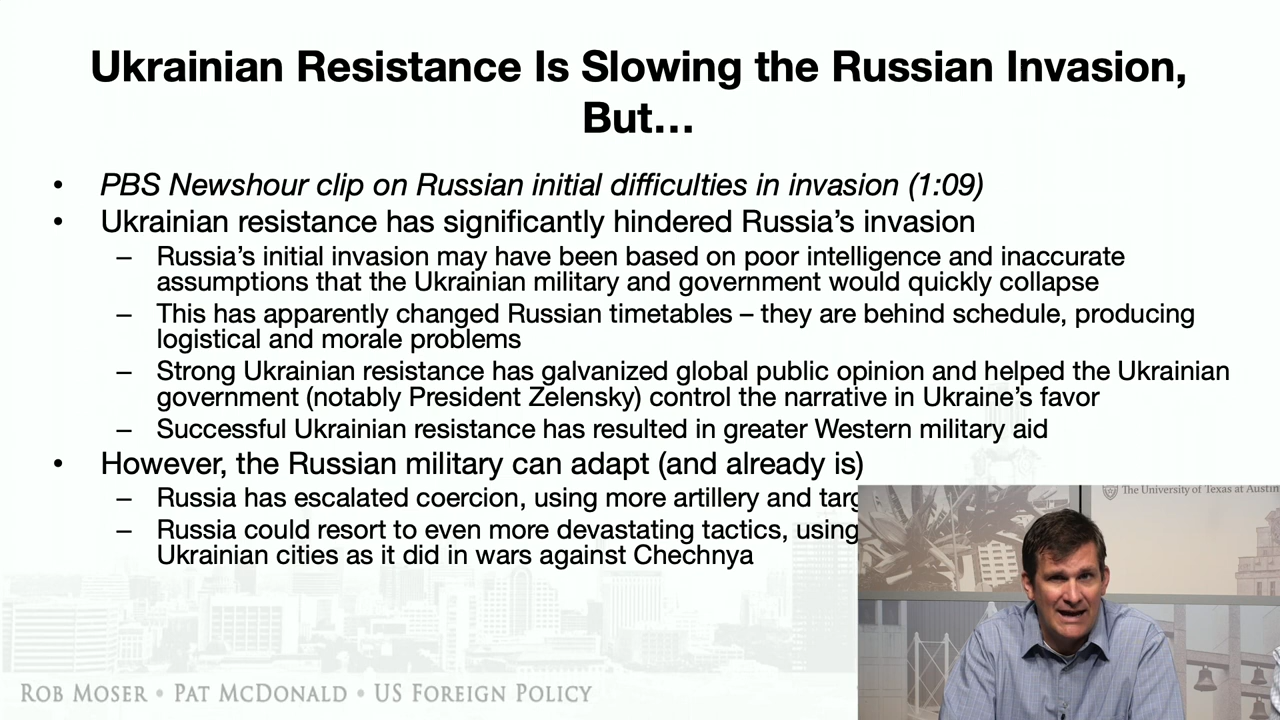 Ukrainian Resistance Is Slowing the Russian Invasion,
But…
• PBS Newshour clip on Russian initial difficulties in invasion (1:09)
• Ukrainian resistance has significantly hindered Russia’s invasion
– Russia’s initial invasion may have been based on poor intelligence and inaccurate
assumptions that the Ukrainian military and government would quickly collapse
– This has apparently changed Russian timetables – they are behind schedule, producing
logistical and morale problems
– Strong Ukrainian resistance has galvanized global public opinion and helped the Ukrainian
government (notably President Zelensky) control the narrative in Ukraine’s favor
– Successful Ukrainian resistance has resulted in greater Western military aid
• However, the Russian military can adapt (and already is)
– Russia has escalated coercion, using more artillery and
– Russia could resort to even more devastating tactics, using
Ukrainian cities as it did in wars against Chechnya
The University of Texas at Austin
ROB MOSER • PAT MCDONALD • US FOREIGN POLICY